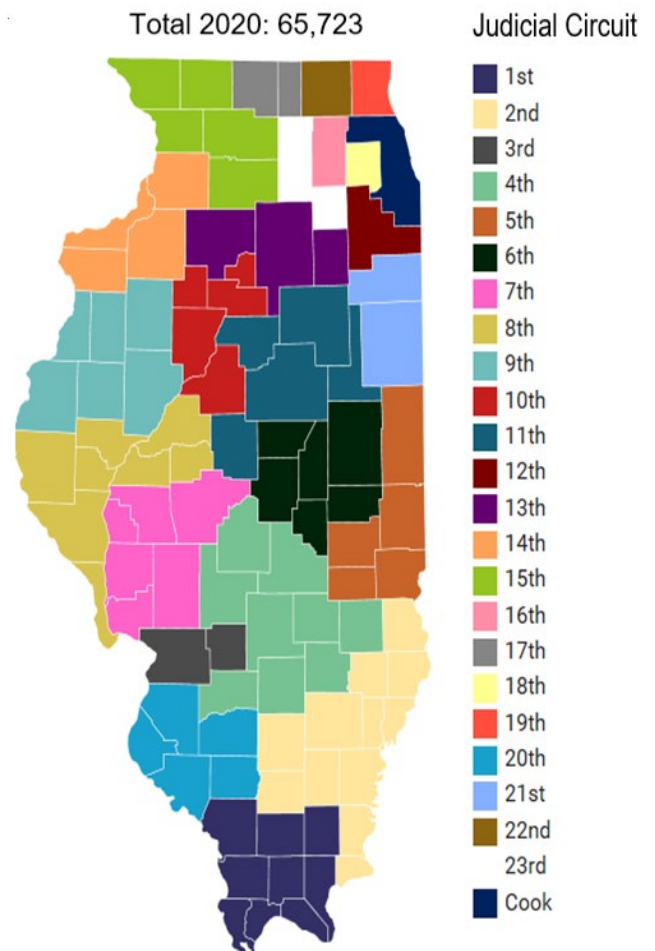 Total 2020: 65,723
Judicial Circuit
1st
2nd
3rd
4th
5th
6th
7th
8th
9th
10th
11th
12th
13th
14th
15th
16th
17th
18th
19th
20th
21st
22nd
23rd
Cook